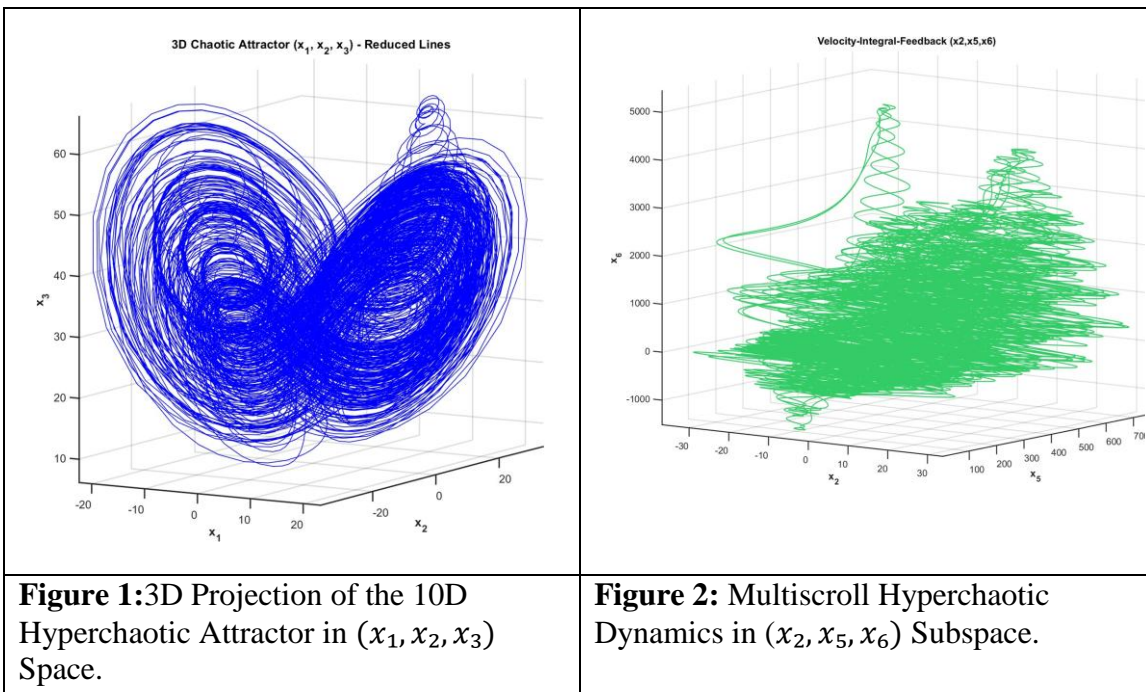 3D Chaotic Attractor (x1, x2, x3) - Reduced Lines
60
50
40
30
20
10
x3
-20
-10
0
10
20
x1
-20
0
20
x2
Velocity-Integral-Feedback (x2,x5,x6)
5000
4000
3000
2000
1000
0
-1000
x6
-30
-20
-10
0
10
20
30
x2
100
200
300
400
500
600
700
x5
Figure 1:3D Projection of the 10D
Hyperchaotic Attractor in (𝑥1, 𝑥2, 𝑥3)
Space.
Figure 2: Multiscroll Hyperchaotic
Dynamics in (𝑥2, 𝑥5, 𝑥6) Subspace.